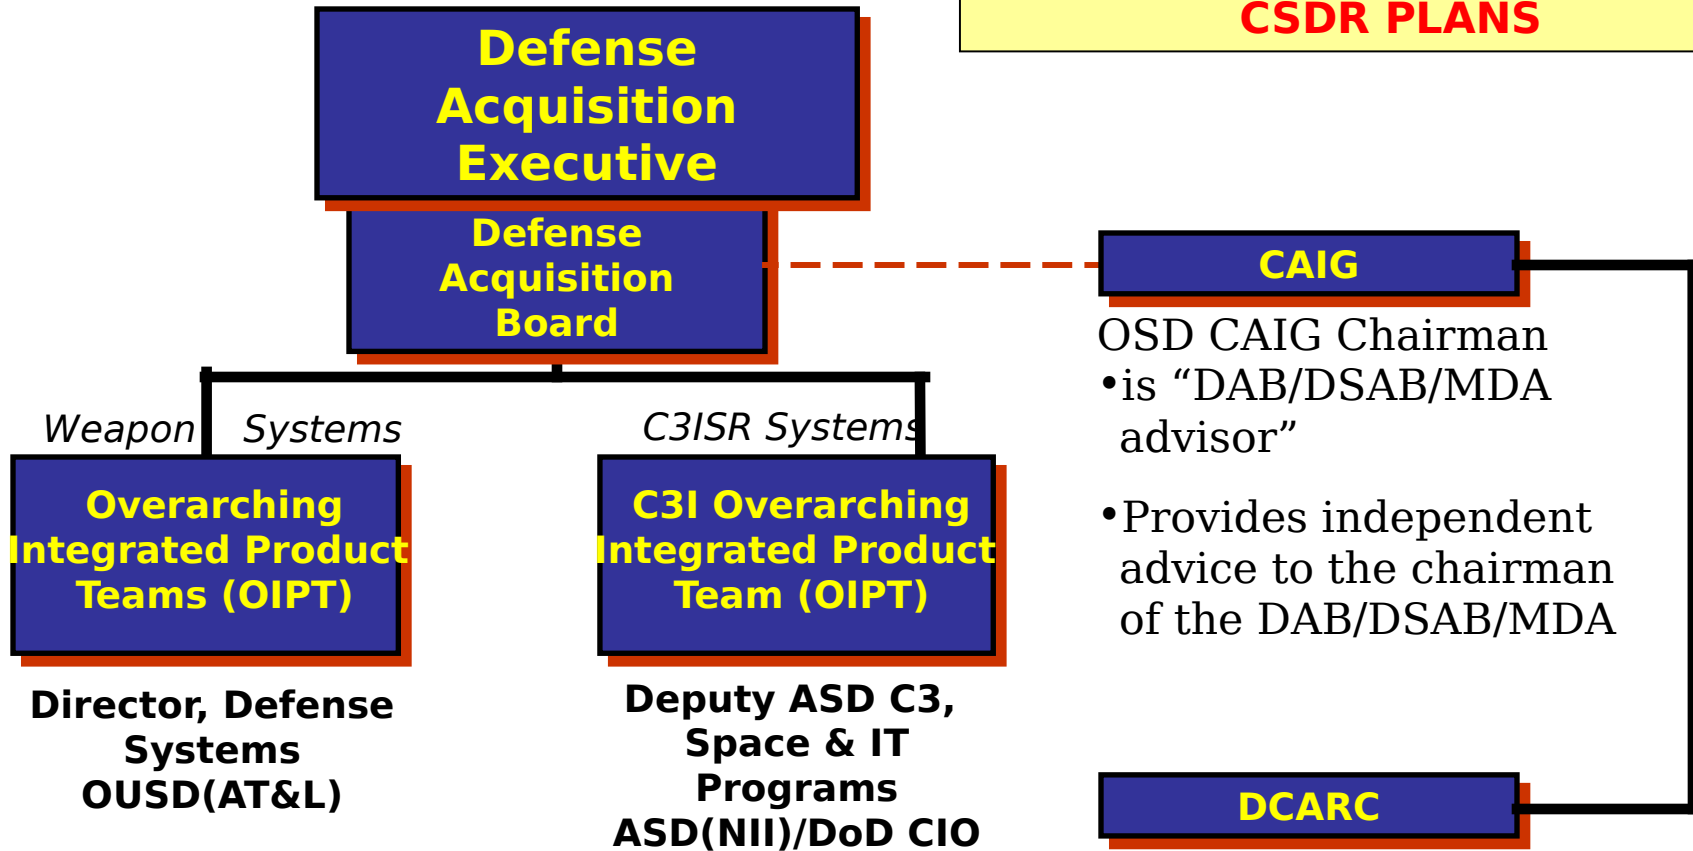 CSDR PLANS
Defense
Acquisition
Executive
Defense
Acquisition
Board
CAIG
OSD CAIG Chairman
•is “DAB/DSAB/MDA
advisor”
•Provides independent
advice to the chairman
of the DAB/DSAB/MDA
Weapon Systems
C3ISR Systems
Overarching
Integrated Product
Teams (OIPT)
C3I Overarching
Integrated Product
Team (OIPT)
Director, Defense
Systems
OUSD(AT&L)
Deputy ASD C3,
Space & IT
Programs
ASD(NII)/DoD CIO
DCARC